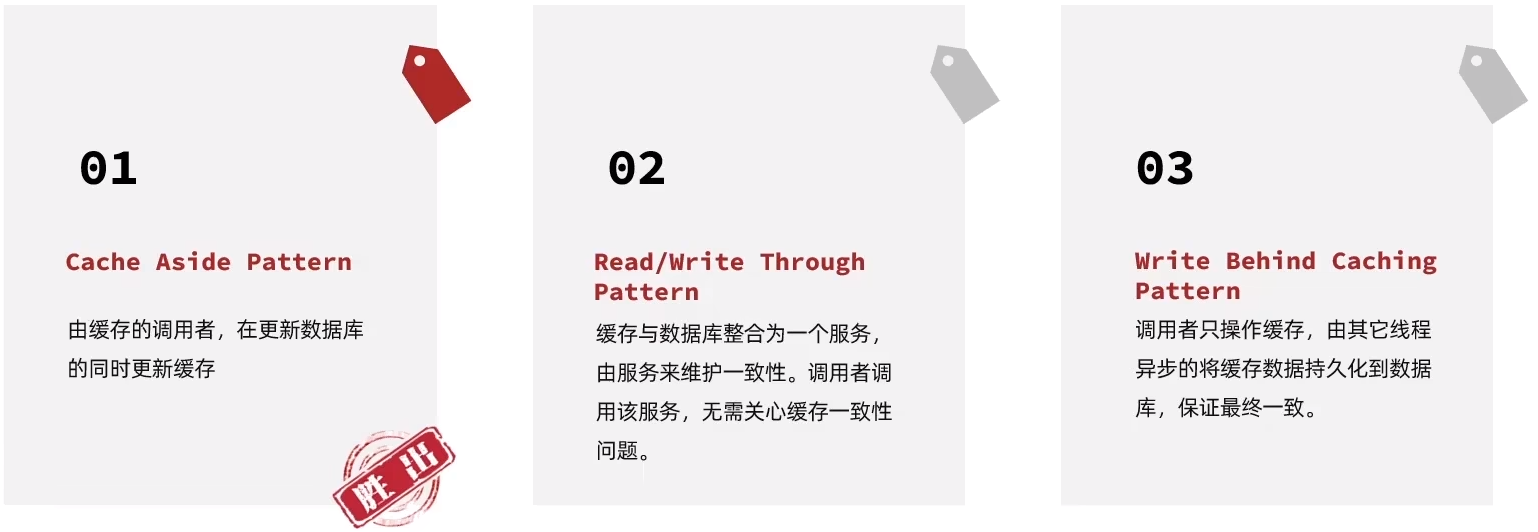 01
Cache Aside Pattern
由缓存的调用者，在更新数据库
的同时更新缓存
胜出
02
Read/Write Through
Pattern
缓存与数据库整合为一个服务，
由服务来维护一致性。调用者调
用该服务，无需关心缓存一致性
问题。
03
Write Behind Caching
Pattern
调用者只操作缓存，由其它线程
异步的将缓存数据持久化到数据
库，保证最终一致。